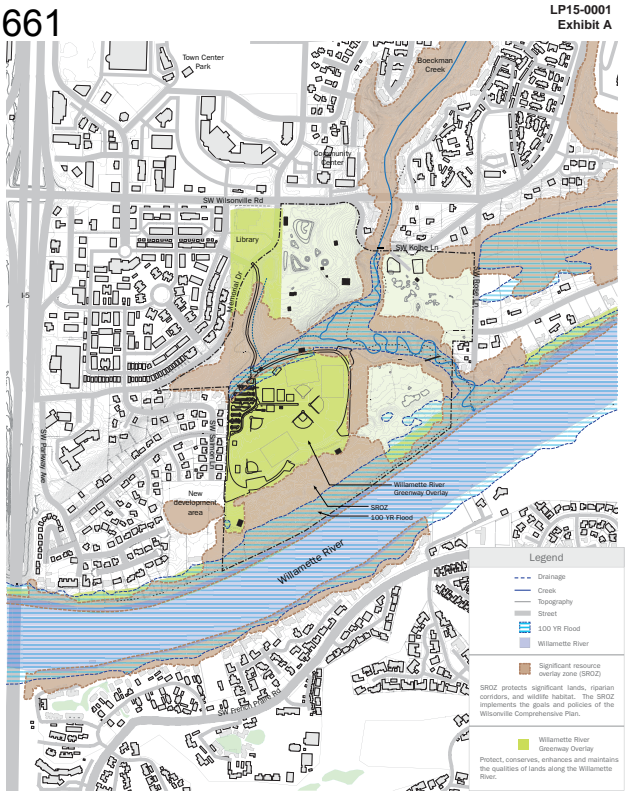 661
LP15-0001
Exhibit A
Town Center
Park
Boeckman
Creek
Community
Center
SW Wilsonville Rd
Library
SW Kolbe Ln
Memorial Dr
I-5
SW Parkway Ave
New
development
area
Willamette River
Greenway Overlay
SROZ
100 YR Flood
Willamette River
SW French Prairie Rd
Legend
Drainage
Creek
Topography
Street
100 YR Flood
Willamette River
Significant resource
overlay zone (SROZ)
SROZ protects significant lands, riparian
corridors, and wildlife habitat. The SROZ
implements the goals and policies of the
Wilsonville Comprehensive Plan.
Willamette River
Greenway Overlay
Protect, conserves, enhances and maintains
the qualities of lands along the Willamette
River.